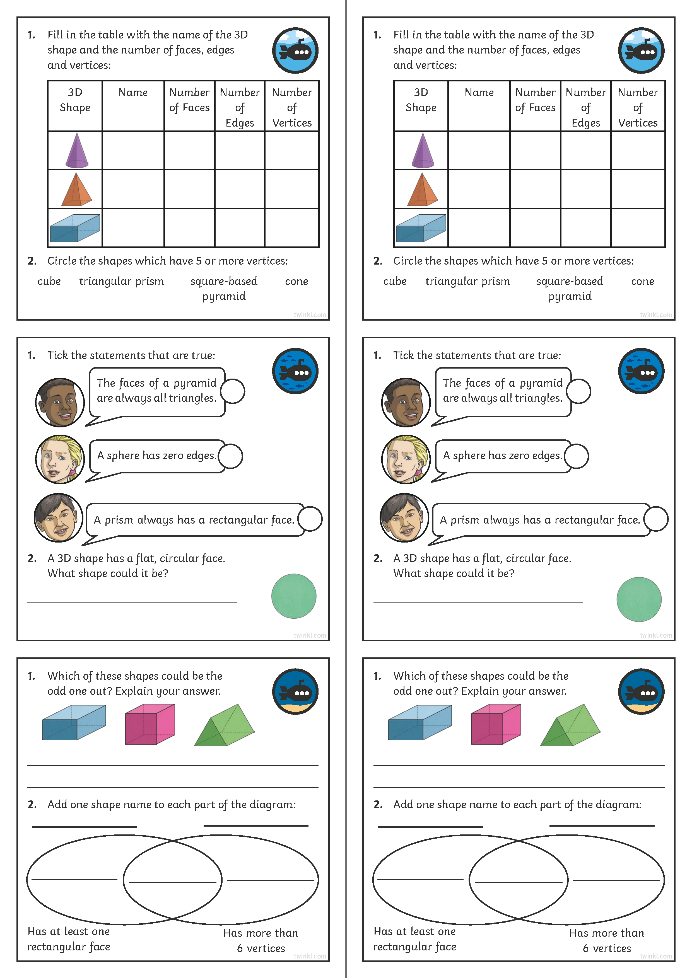 1. Fill in the table with the name of the 3D
shape and the number of faces, edges
and vertices:
3D Shape
Name
Number of Faces
Number of Edges
Number of Vertices
2. Circle the shapes which have 5 or more vertices:
cube triangular prism square-based pyramid cone
twinkl.com
1. Tick the statements that are true:
The faces of a pyramid
are always all triangles.
A sphere has zero edges.
A prism always has a rectangular face.
2. A 3D shape has a flat, circular face.
What shape could it be?
twinkl.com
1. Which of these shapes could be the
odd one out? Explain your answer.
2. Add one shape name to each part of the diagram:
Has at least one
rectangular face
Has more than
6 vertices
twinkl.com
1. Fill in the table with the name of the 3D
shape and the number of faces, edges
and vertices:
3D Shape
Name
Number of Faces
Number of Edges
Number of Vertices
2. Circle the shapes which have 5 or more vertices:
cube triangular prism square-based pyramid cone
twinkl.com
1. Tick the statements that are true:
The faces of a pyramid
are always all triangles.
A sphere has zero edges.
A prism always has a rectangular face.
2. A 3D shape has a flat, circular face.
What shape could it be?
twinkl.com
1. Which of these shapes could be the
odd one out? Explain your answer.
2. Add one shape name to each part of the diagram:
Has at least one
rectangular face
Has more than
6 vertices
twinkl.com